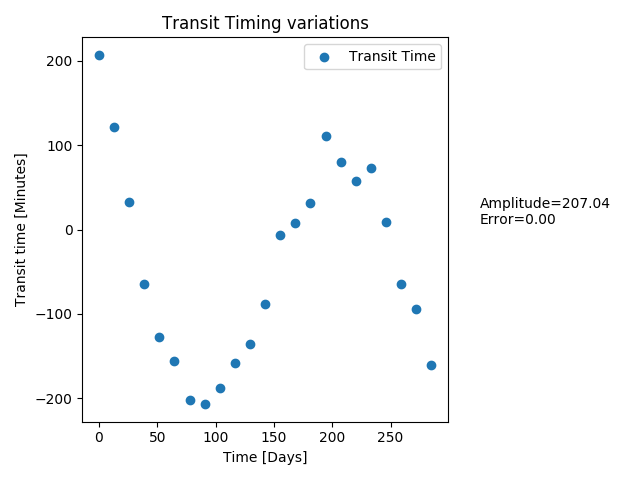 Transit Timing variations
Transit Time
200
100
0
−100
−200
Transit time [Minutes]
0
50
100
150
200
250
Time [Days]
Amplitude=207.04
Error=0.00